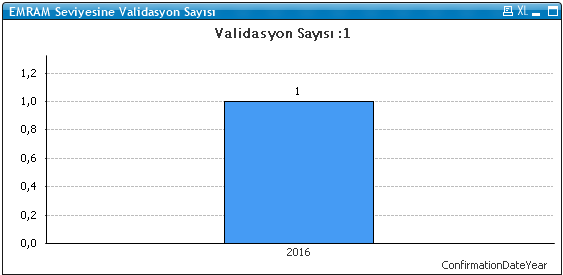 EMRAM Seviyesine Validasyon Sayısı
XL
Validasyon Sayısı :1
1,2
1,0
0,8
0,6
0,4
0,2
0,0
1
2016
ConfirmationDateYear